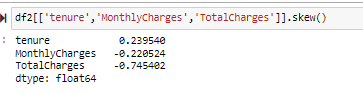 df2[['tenure','MonthlyCharges','TotalCharges']].skew()
: tenure 0.239540
MonthlyCharges -0.220524
TotalCharges -0.745402
dtype: float64